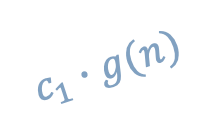 c₁ · g(n)